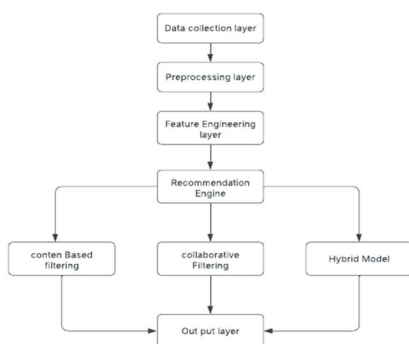 Data collection layer
Preprocessing layer
Feature Engineering
layer
Recommendation
Engine
conten Based
filtering
collaborative
Filtering
Hybrid Model
Out put layer